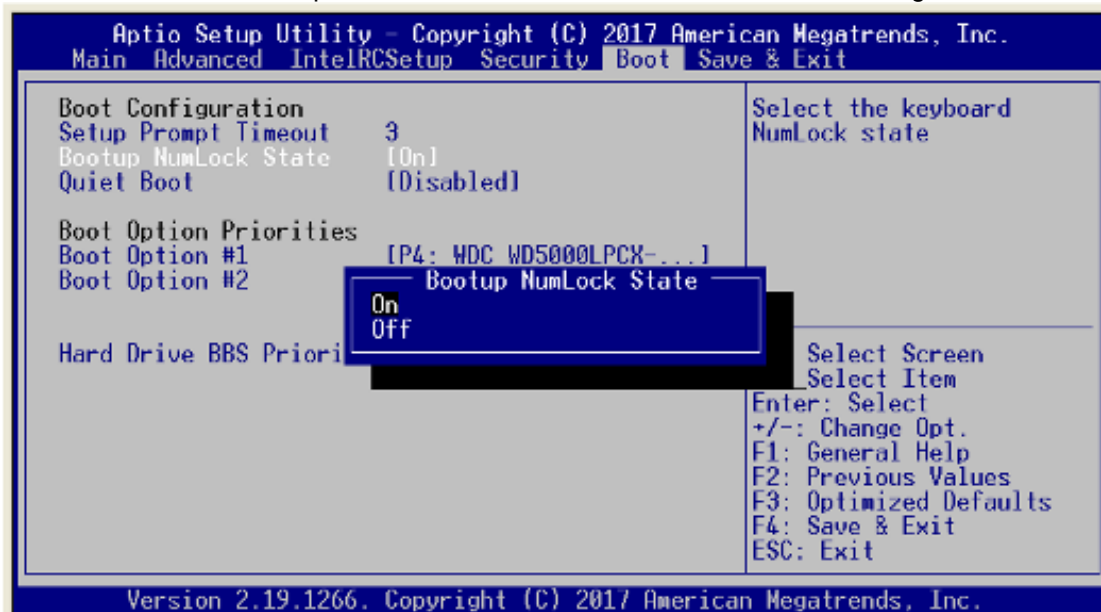 Aptio Setup Utility - Copyright (C) 2017 American Megatrends, Inc.
Main Advanced IntelRCSetup Security Boot Save & Exit
Boot Configuration
Setup Prompt Timeout 3
Bootup NumLock State [On]
Quiet Boot [Disabled]
Boot Option Priorities
Boot Option #1 [P4: WDC WD5000LPCX-...]
Boot Option #2
Hard Drive BBS Priori
Bootup NumLock State
On
Off
Select the keyboard
NumLock state
Select Screen
Select Item
Enter: Select
+/-: Change Opt.
F1: General Help
F2: Previous Values
F3: Optimized Defaults
F4: Save & Exit
ESC: Exit
Version 2.19.1266. Copyright (C) 2017 American Megatrends, Inc.